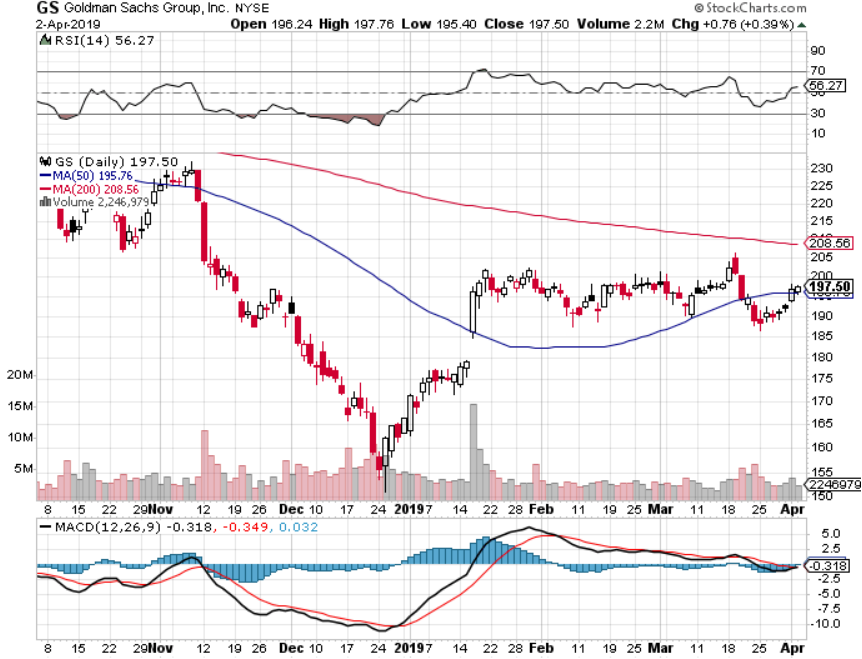 GS Goldman Sachs Group, Inc. NYSE © StockCharts.com
2-Apr-2019 Open 196.24 High 197.76 Low 195.40 Close 197.50 Volume 2.2M Chg +0.76 (+0.39%)
RSI(14) 56.27
90
70
56.27
50
30
10
GS (Daily) 197.50
MA(50) 195.76
MA(200) 208.56
Volume 2,246,979
230
225
220
215
210
208.56
205
200
197.50
190
185
180
175
170
165
160
155
150
20M
15M
10M
5M
2246979
8 15 22 29 Nov 12 19 26 Dec 10 17 24 2019 7 14 22 28 Feb 11 19 25 Mar 11 18 25 Apr
MACD(12,26,9) -0.318, -0.349, 0.032
5.0
2.5
-0.318
-2.5
-5.0
-7.5
-10.0
8 15 22 29 Nov 12 19 26 Dec 10 17 24 2019 7 14 22 28 Feb 11 19 25 Mar 11 18 25 Apr